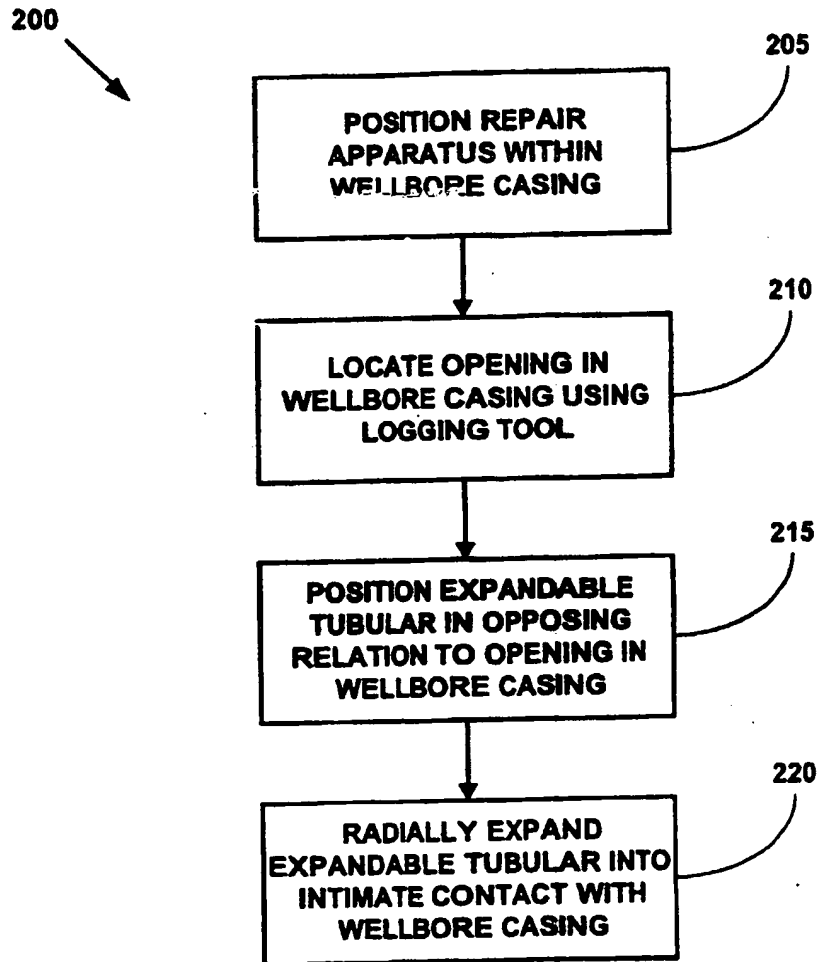 200
205
POSITION REPAIR
APPARATUS WITHIN
WELLBORE CASING
210
LOCATE OPENING IN
WELLBORE CASING USING
LOGGING TOOL
215
POSITION EXPANDABLE
TUBULAR IN OPPOSING
RELATION TO OPENING IN
WELLBORE CASING
220
RADIALLY EXPAND
EXPANDABLE TUBULAR INTO
INTIMATE CONTACT WITH
WELLBORE CASING